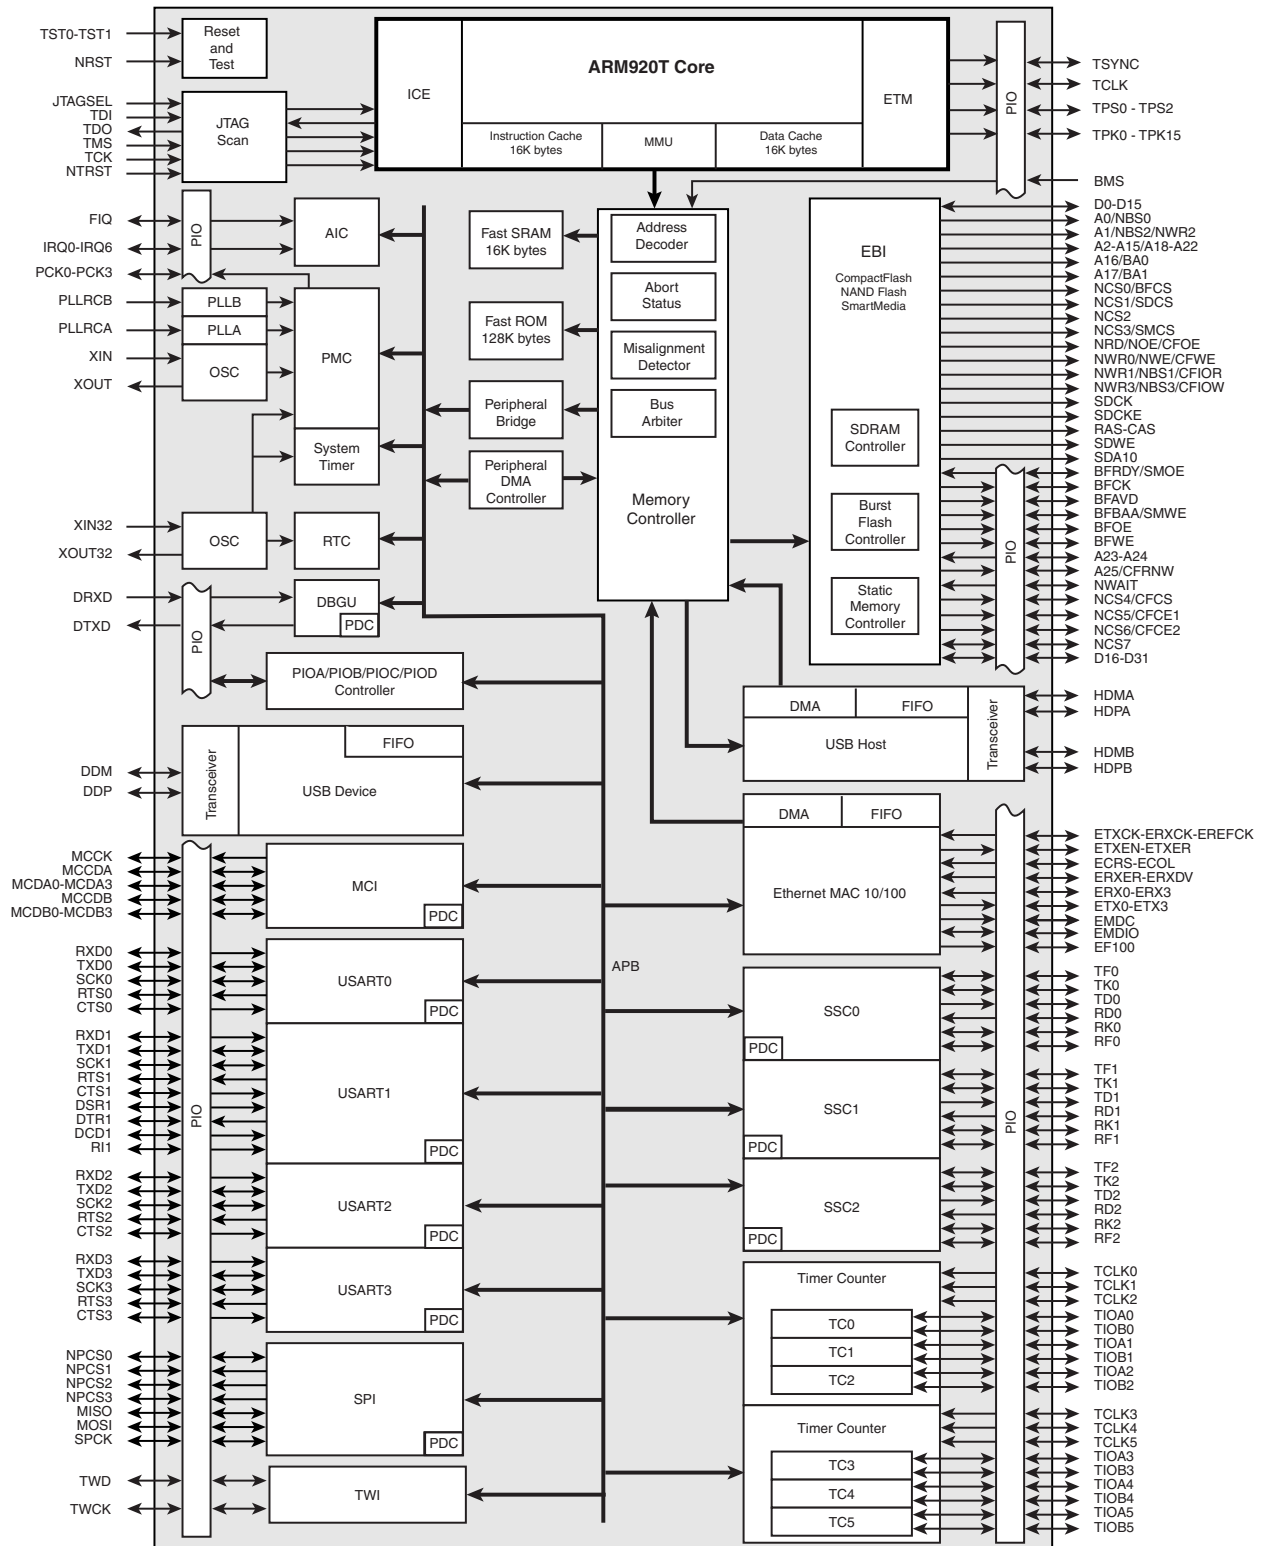 TST0-TST1
NRST
Reset
and
Test
JTAGSEL
TDI
TDO
TMS
TCK
NTRST
JTAG
Scan
ICE
ARM920T Core
Instruction Cache
16K bytes
MMU
Data Cache
16K bytes
ETM
PIO
TSYNC
TCLK
TPS0 - TPS2
TPK0 - TPK15
BMS
FIQ
IRQ0-IRQ6
PCK0-PCK3
PIO
AIC
PLLRCB
PLLRCA
XIN
XOUT
PLLB
PLLA
OSC
PMC
System
Timer
XIN32
XOUT32
OSC
RTC
DRXD
DTXD
PIO
DBGU
PDC
PIOA/PIOB/PIOC/PIOD
Controller
Fast SRAM
16K bytes
Fast ROM
128K bytes
Peripheral
Bridge
Peripheral
DMA
Controller
Address
Decoder
Abort
Status
Misalignment
Detector
Bus
Arbiter
Memory
Controller
EBI
CompactFlash
NAND Flash
SmartMedia
SDRAM
Controller
Burst
Flash
Controller
Static
Memory
Controller
PIO
D0-D15
A0/NBS0
A1/NBS2/NWR2
A2-A15/A18-A22
A16/BA0
A17/BA1
NCS0/BFCS
NCS1/SDCS
NCS2
NCS3/SMCS
NRD/NOE/CFOE
NWR0/NWE/CFWE
NWR1/NBS1/CFIOR
NWR3/NBS3/CFIOW
SDCK
SDCKE
RAS-CAS
SDWE
SDA10
BFRDY/SMOE
BFCK
BFAVD
BFBAA/SMWE
BFOE
BFWE
A23-A24
A25/CFRNW
NWAIT
NCS4/CFCS
NCS5/CFCE1
NCS6/CFCE2
NCS7
D16-D31
DMA
FIFO
USB Host
Transceiver
HDMA
HDPA
HDMB
HDPB
DDM
DDP
Transceiver
FIFO
USB Device
DMA
FIFO
Ethernet MAC 10/100
ETXCK-ERXCK-EREFCK
ETXEN-ETXER
ECRS-ECOL
ERXER-ERXDV
ERX0-ERX3
ETX0-ETX3
EMDC
EMDIO
EF100
MCCK
MCCDA
MCDA0-MCDA3
MCCDB
MCDB0-MCDB3
MCI
PDC
RXD0
TXD0
SCK0
RTS0
CTS0
USART0
PDC
APB
RXD1
TXD1
SCK1
RTS1
CTS1
DSR1
DTR1
DCD1
RI1
PIO
USART1
PDC
RXD2
TXD2
SCK2
RTS2
CTS2
USART2
PDC
RXD3
TXD3
SCK3
RTS3
CTS3
USART3
PDC
NPCS0
NPCS1
NPCS2
NPCS3
MISO
MOSI
SPCK
SPI
PDC
TWD
TWCK
TWI
SSC0
PDC
TF0
TK0
TD0
RD0
RK0
RF0
SSC1
PDC
PIO
TF1
TK1
TD1
RD1
RK1
RF1
SSC2
PDC
TF2
TK2
TD2
RD2
RK2
RF2
Timer Counter
TC0
TC1
TC2
TCLK0
TCLK1
TCLK2
TIOA0
TIOB0
TIOA1
TIOB1
TIOA2
TIOB2
Timer Counter
TC3
TC4
TC5
TCLK3
TCLK4
TCLK5
TIOA3
TIOB3
TIOA4
TIOB4
TIOA5
TIOB5